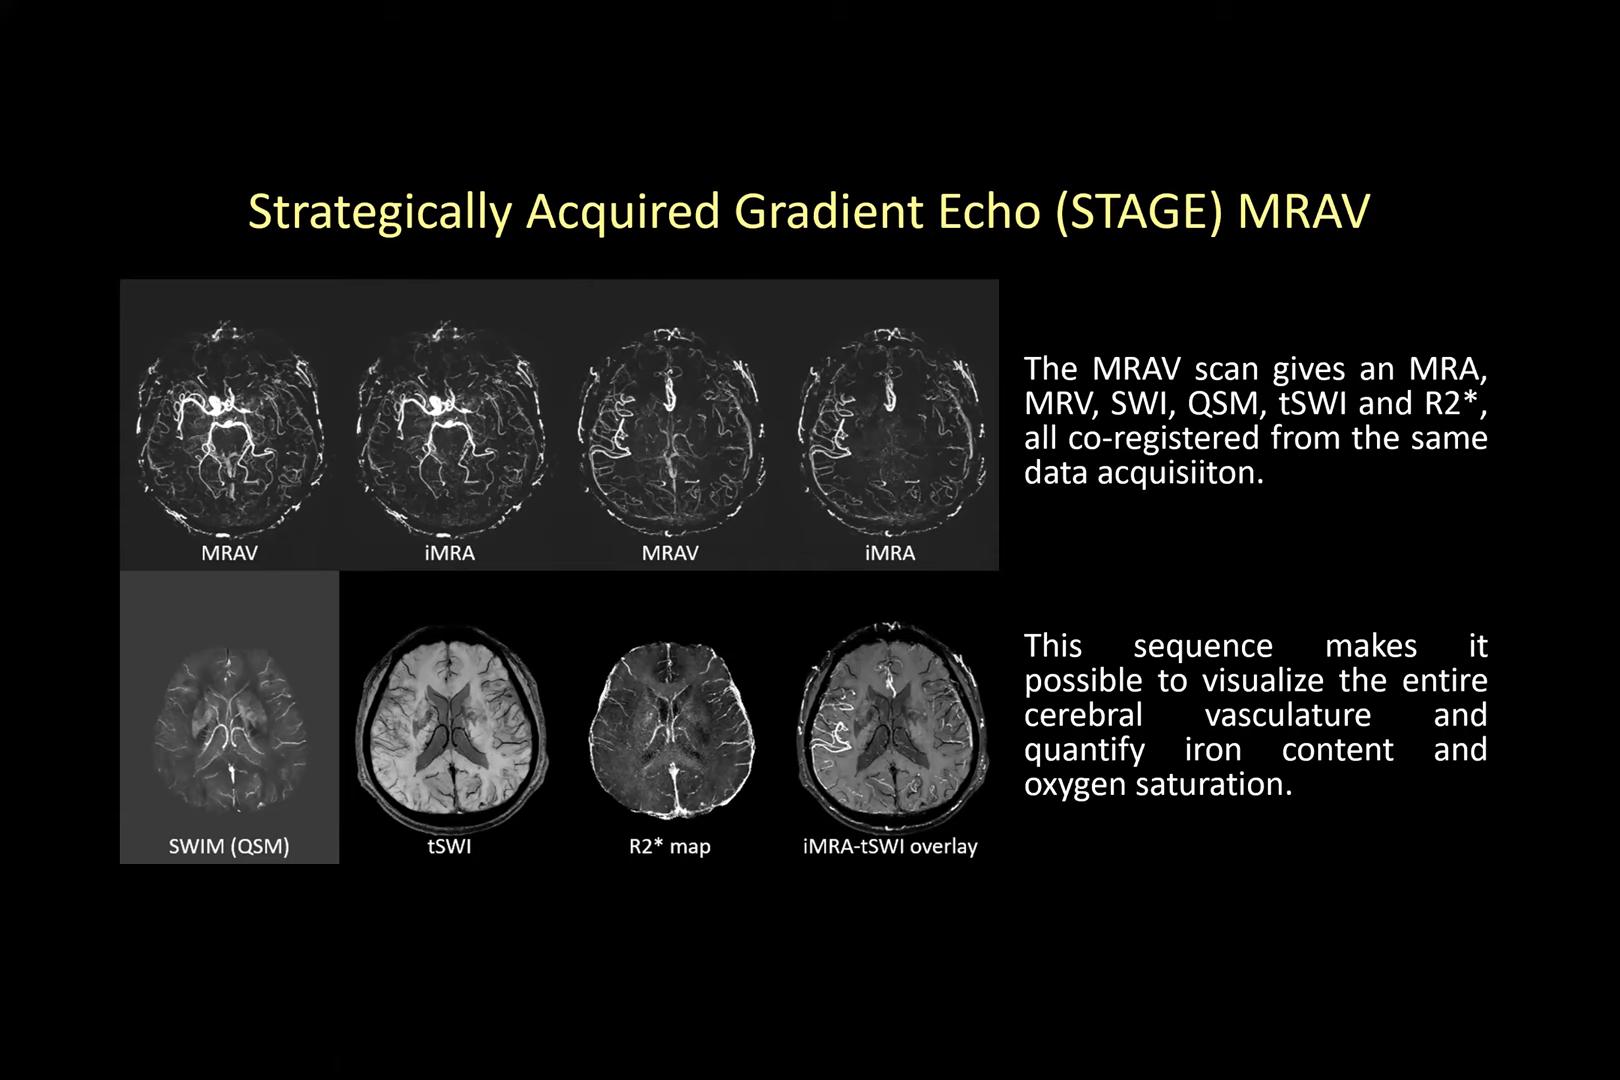 Strategically Acquired Gradient Echo (STAGE) MRAV
MRAV
iMRA
MRAV
iMRA
SWIM (QSM)
tSWI
R2* map
iMRA-tSWI overlay
The MRAV scan gives an MRA,
MRV, SWI, QSM, tSWI and R2*,
all co-registered from the same
data acquisiiton.
This sequence makes it
possible to visualize the entire
cerebral vasculature and
quantify iron content and
oxygen saturation.